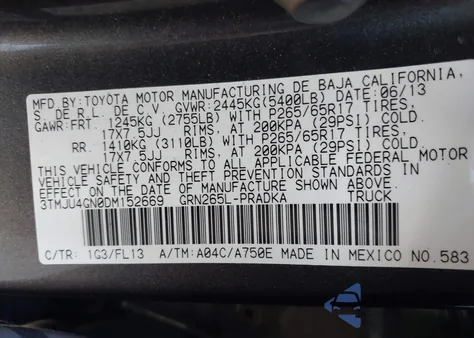 MFD.BY:TOYOTA MOTOR MANUFACTURING DE BAJA CALIFORNIA,
S. DE R.L. DE C.V. GVWR:2445KG(5400LB) DATE:06/13
GAWR:FRT. 1245KG (2755LB) WITH P265/65R17 TIRES,
17X7.5JJ RIMS, AT 200KPA (29PSI) COLD.
RR. 1410KG (3110LB) WITH P265/65R17 TIRES,
17X7.5JJ RIMS, AT 200KPA (29PSI) COLD.
THIS VEHICLE CONFORMS TO ALL APPLICABLE FEDERAL MOTOR
VEHICLE SAFETY AND THEFT PREVENTION STANDARDS IN
EFFECT ON THE DATE OF MANUFACTURE SHOWN ABOVE.
3TMJU4GN0DM152669 GRN265L-PRADKA TRUCK
C/TR: 1G3/FL13 A/TM:A04C/A750E MADE IN MEXICO NO.583